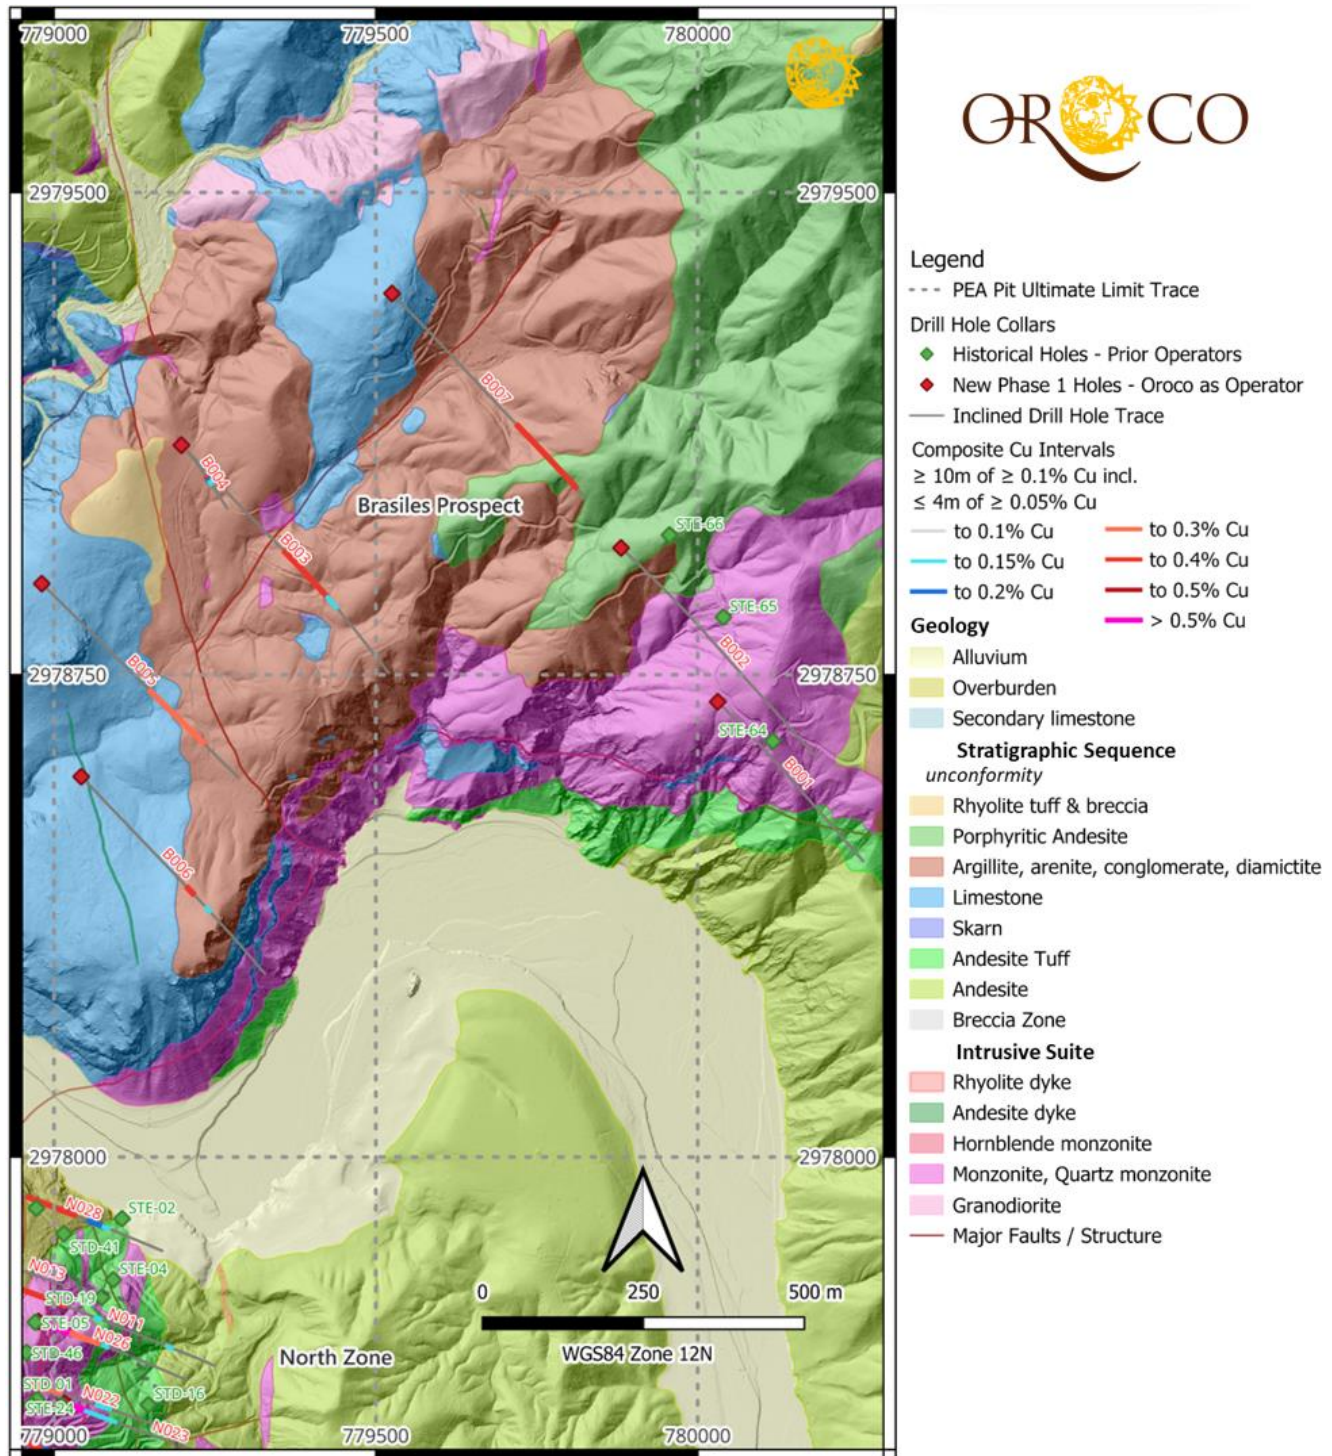 779000
779500
780000
2979500
2979500
B007
B004
Brasiles Prospect
STE-66
B003
STE-65
B002
B005
2978750
2978750
STE-64
B001
B006
2978000
2978000
N028
STE-02
STD-41
N013
STE-04
STD-19
N011
STE-05
N026
STD-46
STD 01
N022
STD-16
STE-24
N023
North Zone
0
250
500 m
WGS84 Zone 12N
779000
779500
780000
OROCO
Legend
PEA Pit Ultimate Limit Trace
Drill Hole Collars
Historical Holes - Prior Operators
New Phase 1 Holes - Oroco as Operator
Inclined Drill Hole Trace
Composite Cu Intervals
≥ 10m of ≥ 0.1% Cu incl.
≤ 4m of ≥ 0.05% Cu
to 0.1% Cu
to 0.3% Cu
to 0.15% Cu
to 0.4% Cu
to 0.2% Cu
to 0.5% Cu
> 0.5% Cu
Geology
Alluvium
Overburden
Secondary limestone
Stratigraphic Sequence
unconformity
Rhyolite tuff & breccia
Porphyritic Andesite
Argillite, arenite, conglomerate, diamictite
Limestone
Skarn
Andesite Tuff
Andesite
Breccia Zone
Intrusive Suite
Rhyolite dyke
Andesite dyke
Hornblende monzonite
Monzonite, Quartz monzonite
Granodiorite
Major Faults / Structure